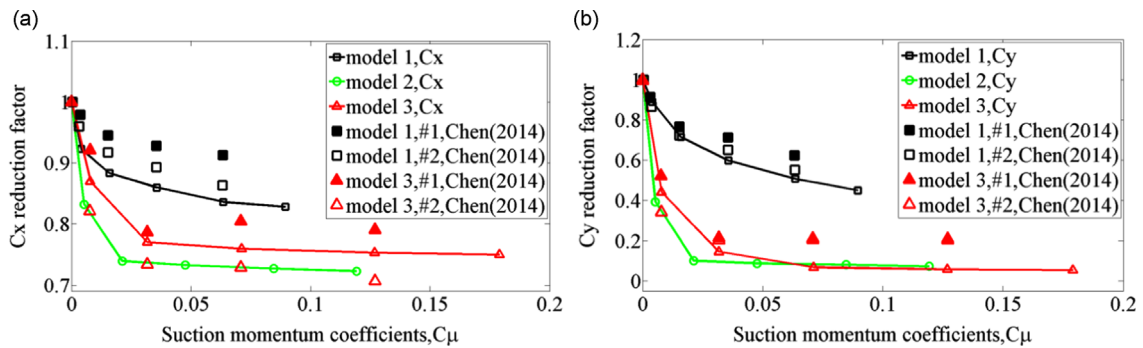 (a)
1.1
1
0.9
0.8
0.7
Cx reduction factor
model 1,Cx
model 2,Cx
model 3,Cx
model 1,#1,Chen(2014)
model 1,#2,Chen(2014)
model 3,#1,Chen(2014)
model 3,#2,Chen(2014)
0
0.05
0.1
0.15
0.2
Suction momentum coefficients,Cμ
(b)
1.2
1
0.8
0.6
0.4
0.2
0
Cy reduction factor
model 1,Cy
model 2,Cy
model 3,Cy
model 1,#1,Chen(2014)
model 1,#2,Chen(2014)
model 3,#1,Chen(2014)
model 3,#2,Chen(2014)
0
0.05
0.1
0.15
0.2
Suction momentum coefficients,Cμ